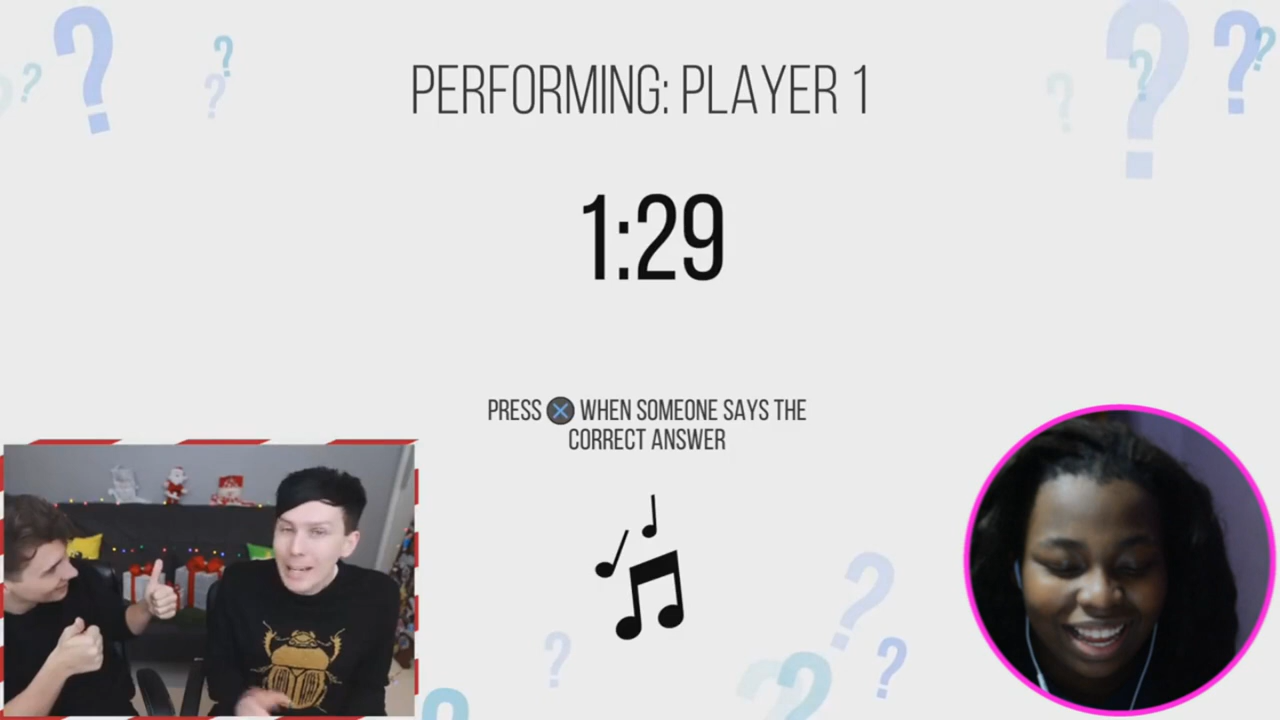 PERFORMING: PLAYER 1
1:29
PRESS WHEN SOMEONE SAYS THE
CORRECT ANSWER